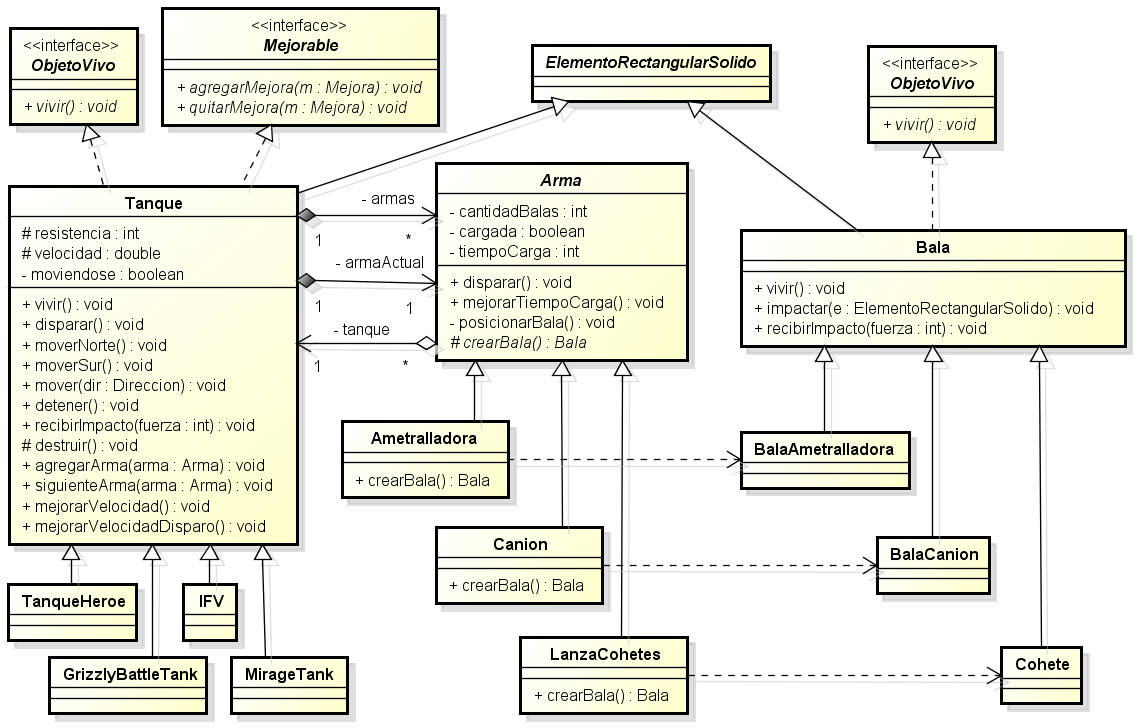 <<interface>>
ObjetoVivo
+ vivir() : void
<<interface>>
Mejorable
+ agregarMejora(m : Mejora) : void
+ quitarMejora(m : Mejora) : void
ElementoRectangularSolido
<<interface>>
ObjetoVivo
+ vivir() : void
Tanque
# resistencia : int
# velocidad : double
- moviendose : boolean
+ vivir() : void
+ disparar() : void
+ moverNorte() : void
+ moverSur() : void
+ mover(dir : Direccion) : void
+ detener() : void
+ recibirImpacto(fuerza : int) : void
# destruir() : void
+ agregarArma(arma : Arma) : void
+ siguienteArma(arma : Arma) : void
+ mejorarVelocidad() : void
+ mejorarVelocidadDisparo() : void
- armas
1
*
- armaActual
1
1
- tanque
1
*
Arma
- cantidadBalas : int
- cargada : boolean
- tiempoCarga : int
+ disparar() : void
+ mejorarTiempoCarga() : void
- posicionarBala() : void
# crearBala() : Bala
Bala
+ vivir() : void
+ impactar(e : ElementoRectangularSolido) : void
+ recibirImpacto(fuerza : int) : void
Ametralladora
+ crearBala() : Bala
BalaAmetralladora
Canion
+ crearBala() : Bala
BalaCanion
TanqueHeroe
IFV
GrizzlyBattleTank
MirageTank
LanzaCohetes
+ crearBala() : Bala
Cohete